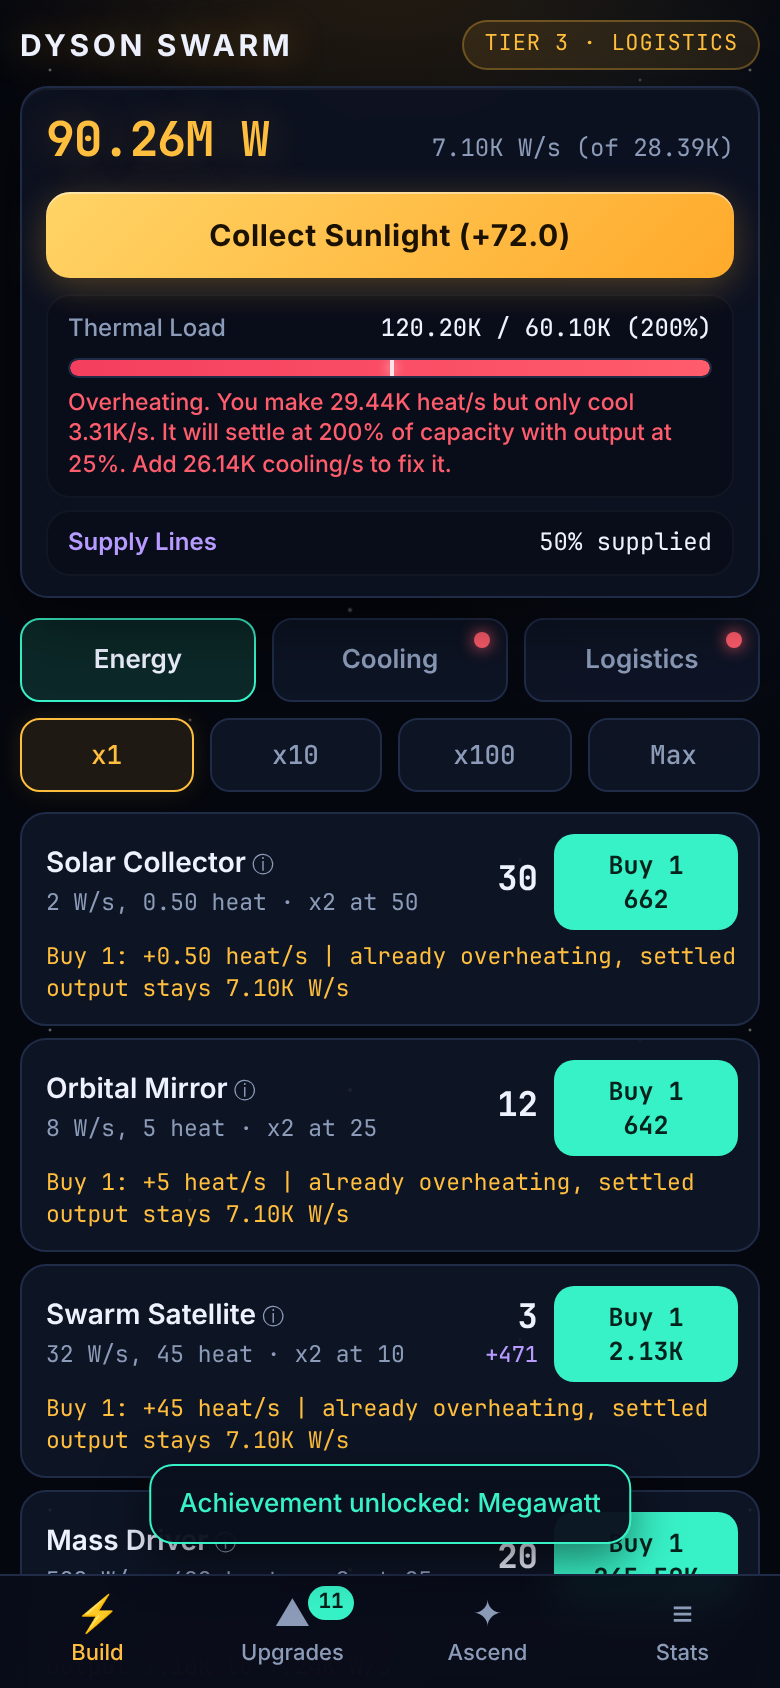 DYSON SWARM
TIER 3 · LOGISTICS
90.26M W
7.10K W/s (of 28.39K)
Collect Sunlight (+72.0)
Thermal Load
120.20K / 60.10K (200%)
Overheating. You make 29.44K heat/s but only cool
3.31K/s. It will settle at 200% of capacity with output at
25%. Add 26.14K cooling/s to fix it.
Supply Lines
50% supplied
Energy
Cooling
Logistics
x1
x10
x100
Max
Solar Collector ⓘ
2 W/s, 0.50 heat · x2 at 50
30
Buy 1
662
Buy 1: +0.50 heat/s | already overheating, settled
output stays 7.10K W/s
Orbital Mirror ⓘ
8 W/s, 5 heat · x2 at 25
12
Buy 1
642
Buy 1: +5 heat/s | already overheating, settled
output stays 7.10K W/s
Swarm Satellite ⓘ
32 W/s, 45 heat · x2 at 10
3
+471
Buy 1
2.13K
Buy 1: +45 heat/s | already overheating, settled
output stays 7.10K W/s
Achievement unlocked: Megawatt
Mass Driver ⓘ
20
Buy 1
Build
11
Upgrades
Ascend
Stats